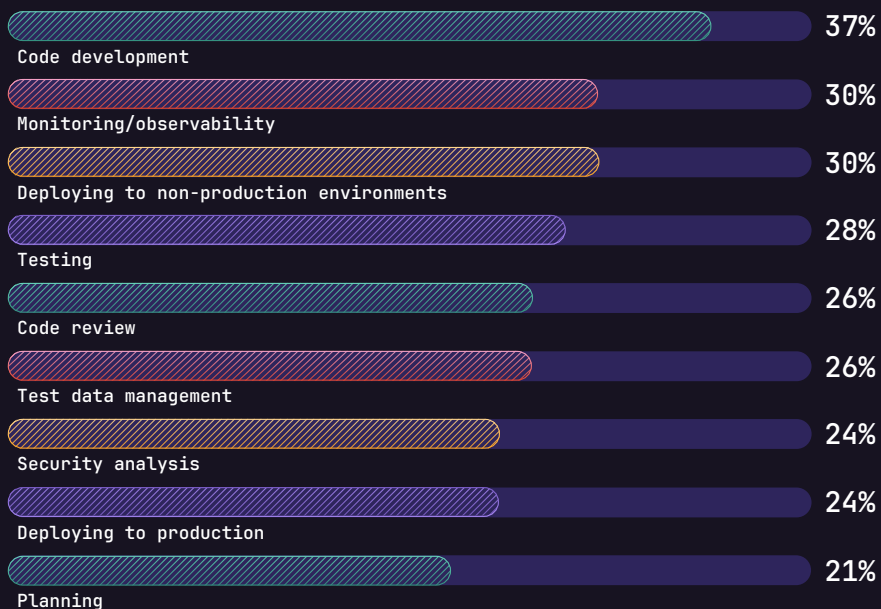 37%
Code development
30%
Monitoring/observability
30%
Deploying to non-production environments
28%
Testing
26%
Code review
26%
Test data management
24%
Security analysis
24%
Deploying to production
21%
Planning